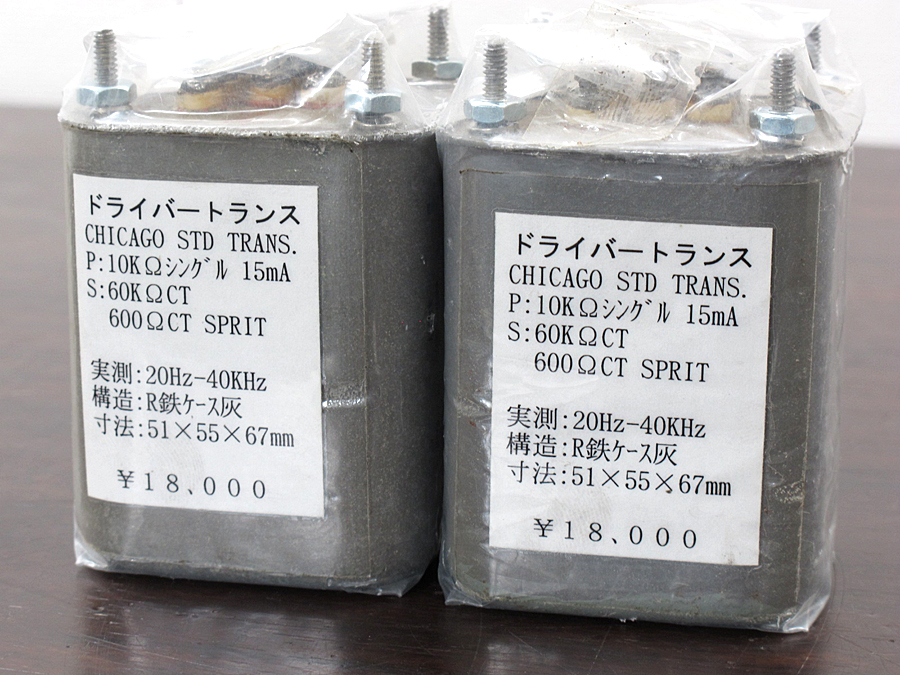 ドライバートランス
CHICAGO STD TRANS.
P:10KΩシングル 15mA
S:60KΩCT
600ΩCT SPRIT
実測:20Hz-40KHz
構造:R鉄ケース灰
寸法:51×55×67mm
¥18,000
ドライバートランス
CHICAGO STD TRANS.
P:10KΩシングル 15mA
S:60KΩCT
600ΩCT SPRIT
実測:20Hz-40KHz
構造:R鉄ケース灰
寸法:51×55×67mm
¥18,000